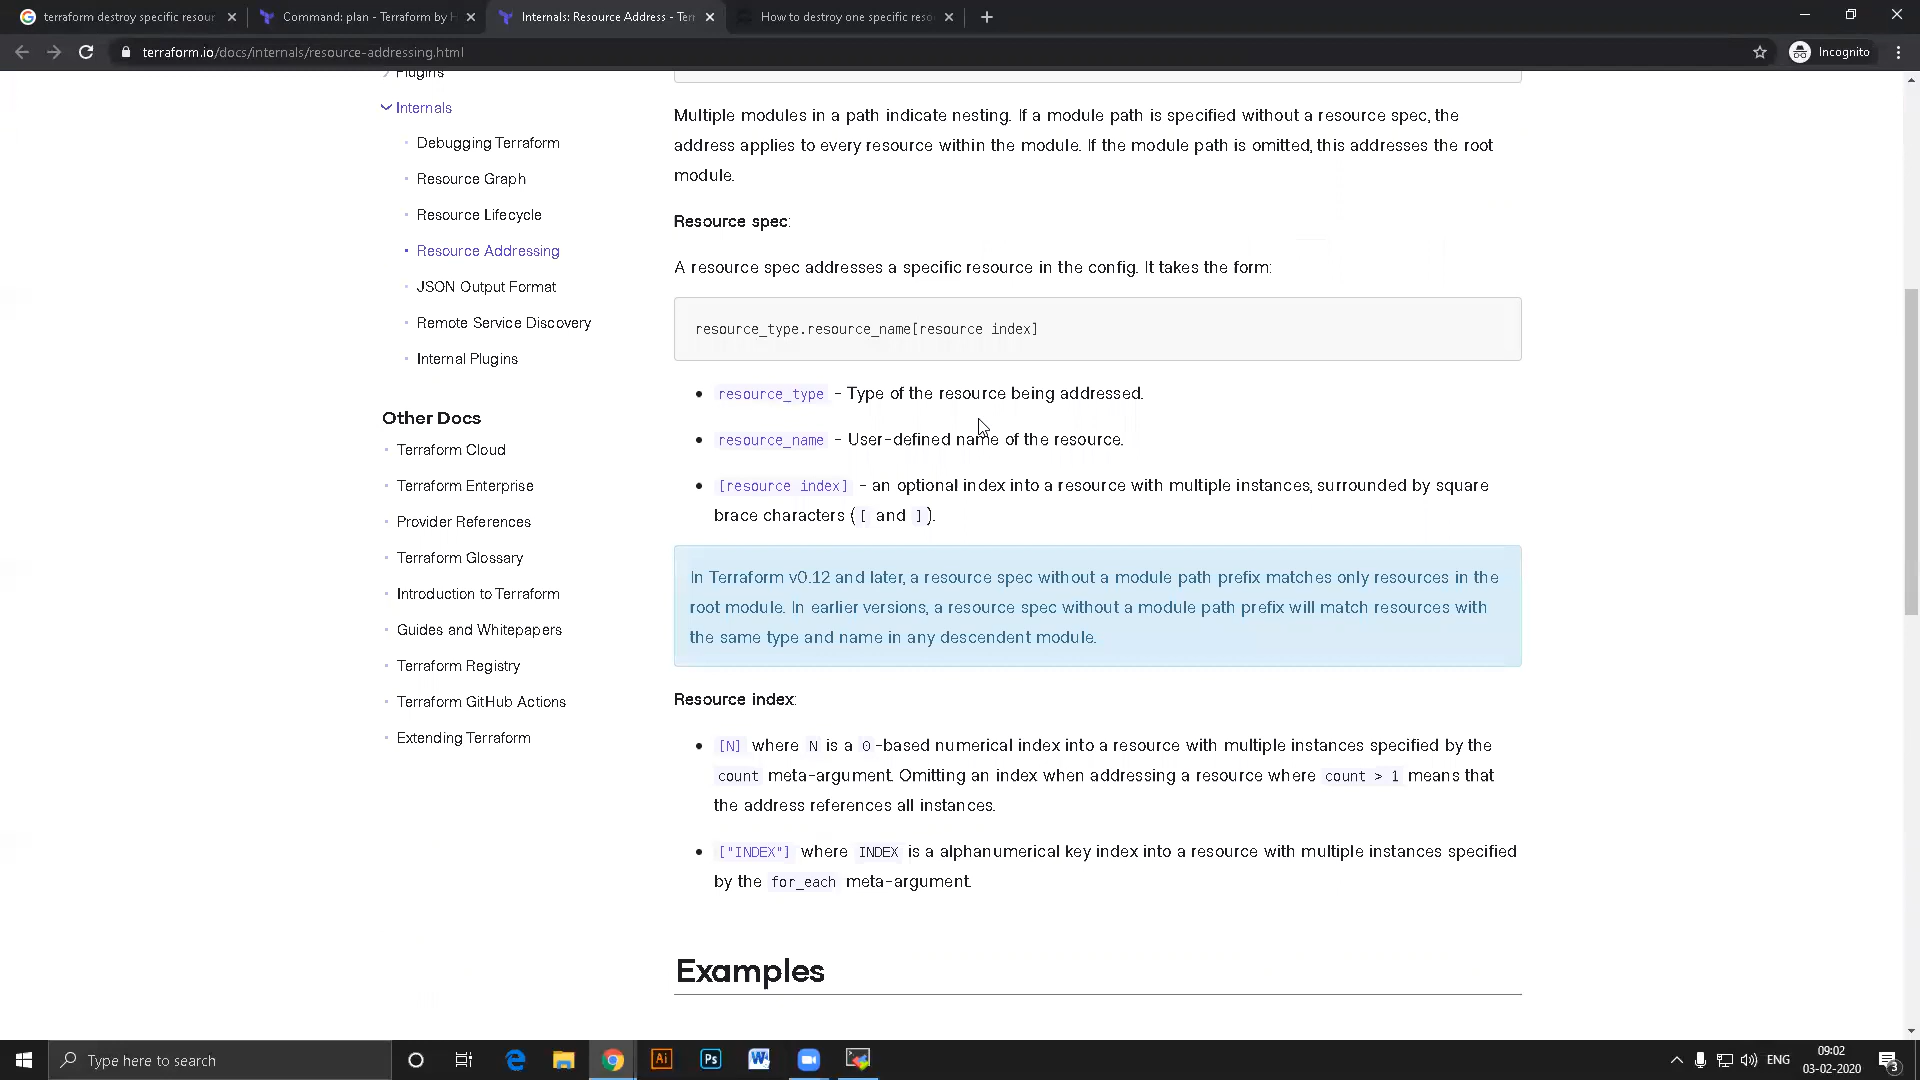 terraform destroy specific resour
Command: plan - Terraform by H
Internals: Resource Address - Terr
How to destroy one specific reso
terraform.io/docs/internals/resource-addressing.html
Incognito
Plugins
Internals
Debugging Terraform
Resource Graph
Resource Lifecycle
Resource Addressing
JSON Output Format
Remote Service Discovery
Internal Plugins
Other Docs
Terraform Cloud
Terraform Enterprise
Provider References
Terraform Glossary
Introduction to Terraform
Guides and Whitepapers
Terraform Registry
Terraform GitHub Actions
Extending Terraform
Multiple modules in a path indicate nesting. If a module path is specified without a resource spec, the
address applies to every resource within the module. If the module path is omitted, this addresses the root
module.
Resource spec:
A resource spec addresses a specific resource in the config. It takes the form:
resource_type.resource_name[resource index]
resource_type - Type of the resource being addressed.
resource_name - User-defined name of the resource.
[resource index] - an optional index into a resource with multiple instances, surrounded by square
brace characters ( [ and ] ).
In Terraform v0.12 and later, a resource spec without a module path prefix matches only resources in the
root module. In earlier versions, a resource spec without a module path prefix will match resources with
the same type and name in any descendent module.
Resource index:
[N] where N is a 0 -based numerical index into a resource with multiple instances specified by the
count meta-argument. Omitting an index when addressing a resource where count > 1 means that
the address references all instances.
["INDEX"] where INDEX is a alphanumerical key index into a resource with multiple instances specified
by the for_each meta-argument.
Examples
Type here to search
Ai
Ps
W
ENG
09:02
03-02-2020
3